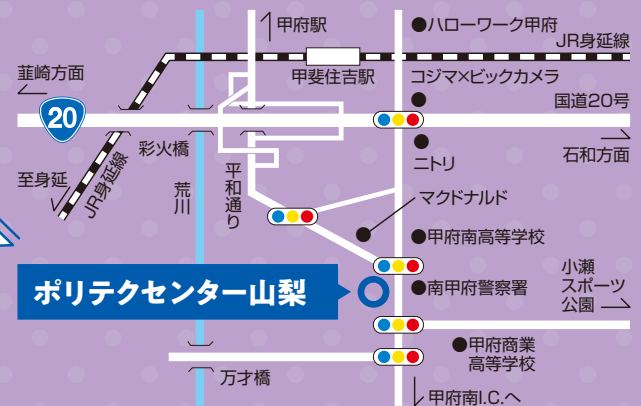 甲府駅
ハローワーク甲府
JR身延線
韮崎方面
甲斐住吉駅
コジマ×ビックカメラ
20
国道20号
彩火橋
ニトリ
石和方面
至身延
JR身延線
荒川
平和通り
マクドナルド
甲府南高等学校
ポリテクセンター山梨
南甲府警察署
小瀬
スポーツ
公園
甲府商業
高等学校
万才橋
甲府南I.C.へ